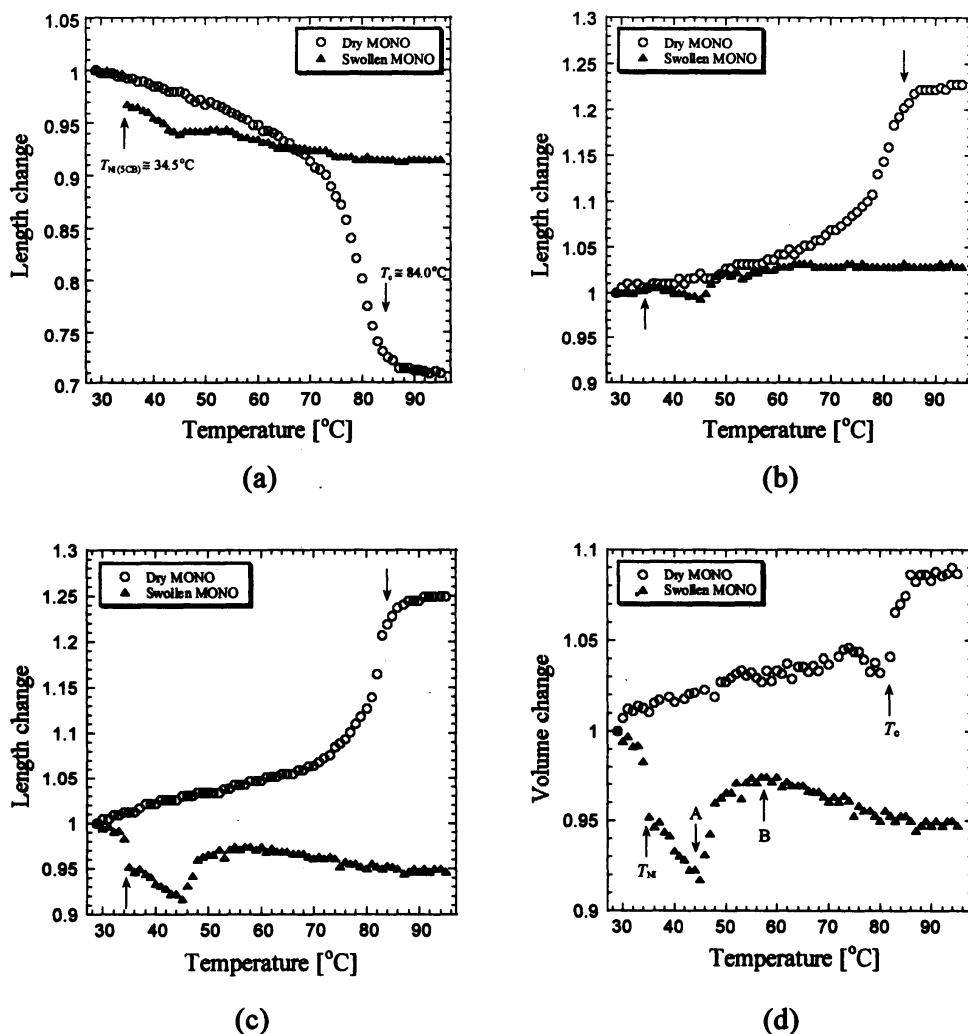 1.05
1
0.95
0.9
0.85
0.8
0.75
0.7
Length change
Dry MONO
Swollen MONO
T_NI(5CB) ≅ 34.5°C
T_c ≅ 84.0°C
30 40 50 60 70 80 90
Temperature [°C]
(a)
1.3
1.25
1.2
1.15
1.1
1.05
1
0.95
0.9
Length change
Dry MONO
Swollen MONO
30 40 50 60 70 80 90
Temperature [°C]
(b)
1.3
1.25
1.2
1.15
1.1
1.05
1
0.95
0.9
Length change
Dry MONO
Swollen MONO
30 40 50 60 70 80 90
Temperature [°C]
(c)
1.1
1.05
1
0.95
0.9
Volume change
Dry MONO
Swollen MONO
T_c
A
B
T_NI
30 40 50 60 70 80 90
Temperature [°C]
(d)